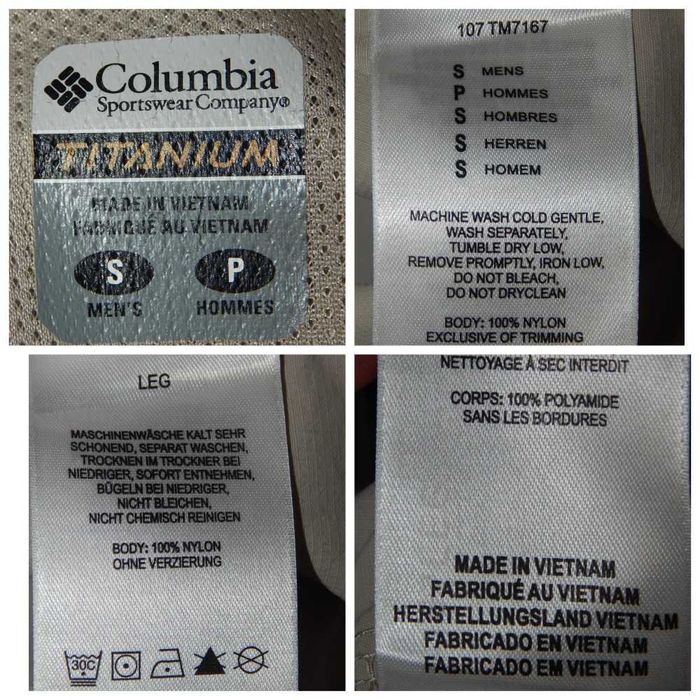 Columbia
Sportswear Company®
TITANIUM
MADE IN VIETNAM
FABRIQUÉ AU VIETNAM
S P
MEN'S HOMMES
107 TM7167
S MENS
P HOMMES
S HOMBRES
S HERREN
S HOMEM
MACHINE WASH COLD GENTLE,
WASH SEPARATELY,
TUMBLE DRY LOW,
REMOVE PROMPTLY, IRON LOW,
DO NOT BLEACH,
DO NOT DRYCLEAN
BODY: 100% NYLON
EXCLUSIVE OF TRIMMING
LEG
MASCHINENWÄSCHE KALT SEHR
SCHONEND, SEPARAT WASCHEN,
TROCKNEN IM TROCKNER BEI
NIEDRIGER, SOFORT ENTNEHMEN,
BÜGELN BEI NIEDRIGER,
NICHT BLEICHEN,
NICHT CHEMISCH REINIGEN
BODY: 100% NYLON
OHNE VERZIERUNG
30C
NETTOYAGE À SEC INTERDIT
CORPS: 100% POLYAMIDE
SANS LES BORDURES
MADE IN VIETNAM
FABRIQUÉ AU VIETNAM
HERSTELLUNGSLAND VIETNAM
FABRICADO EN VIETNAM
FABRICADO EM VIETNAM